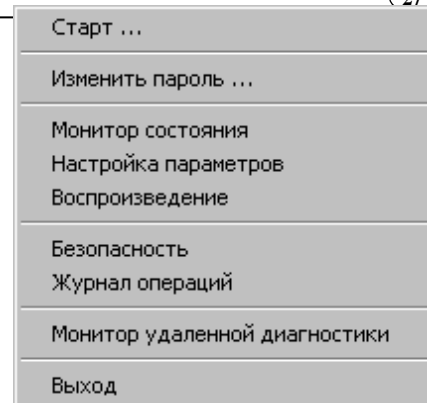 Старт ...
Изменить пароль ...
Монитор состояния
Настройка параметров
Воспроизведение
Безопасность
Журнал операций
Монитор удаленной диагностики
Выход